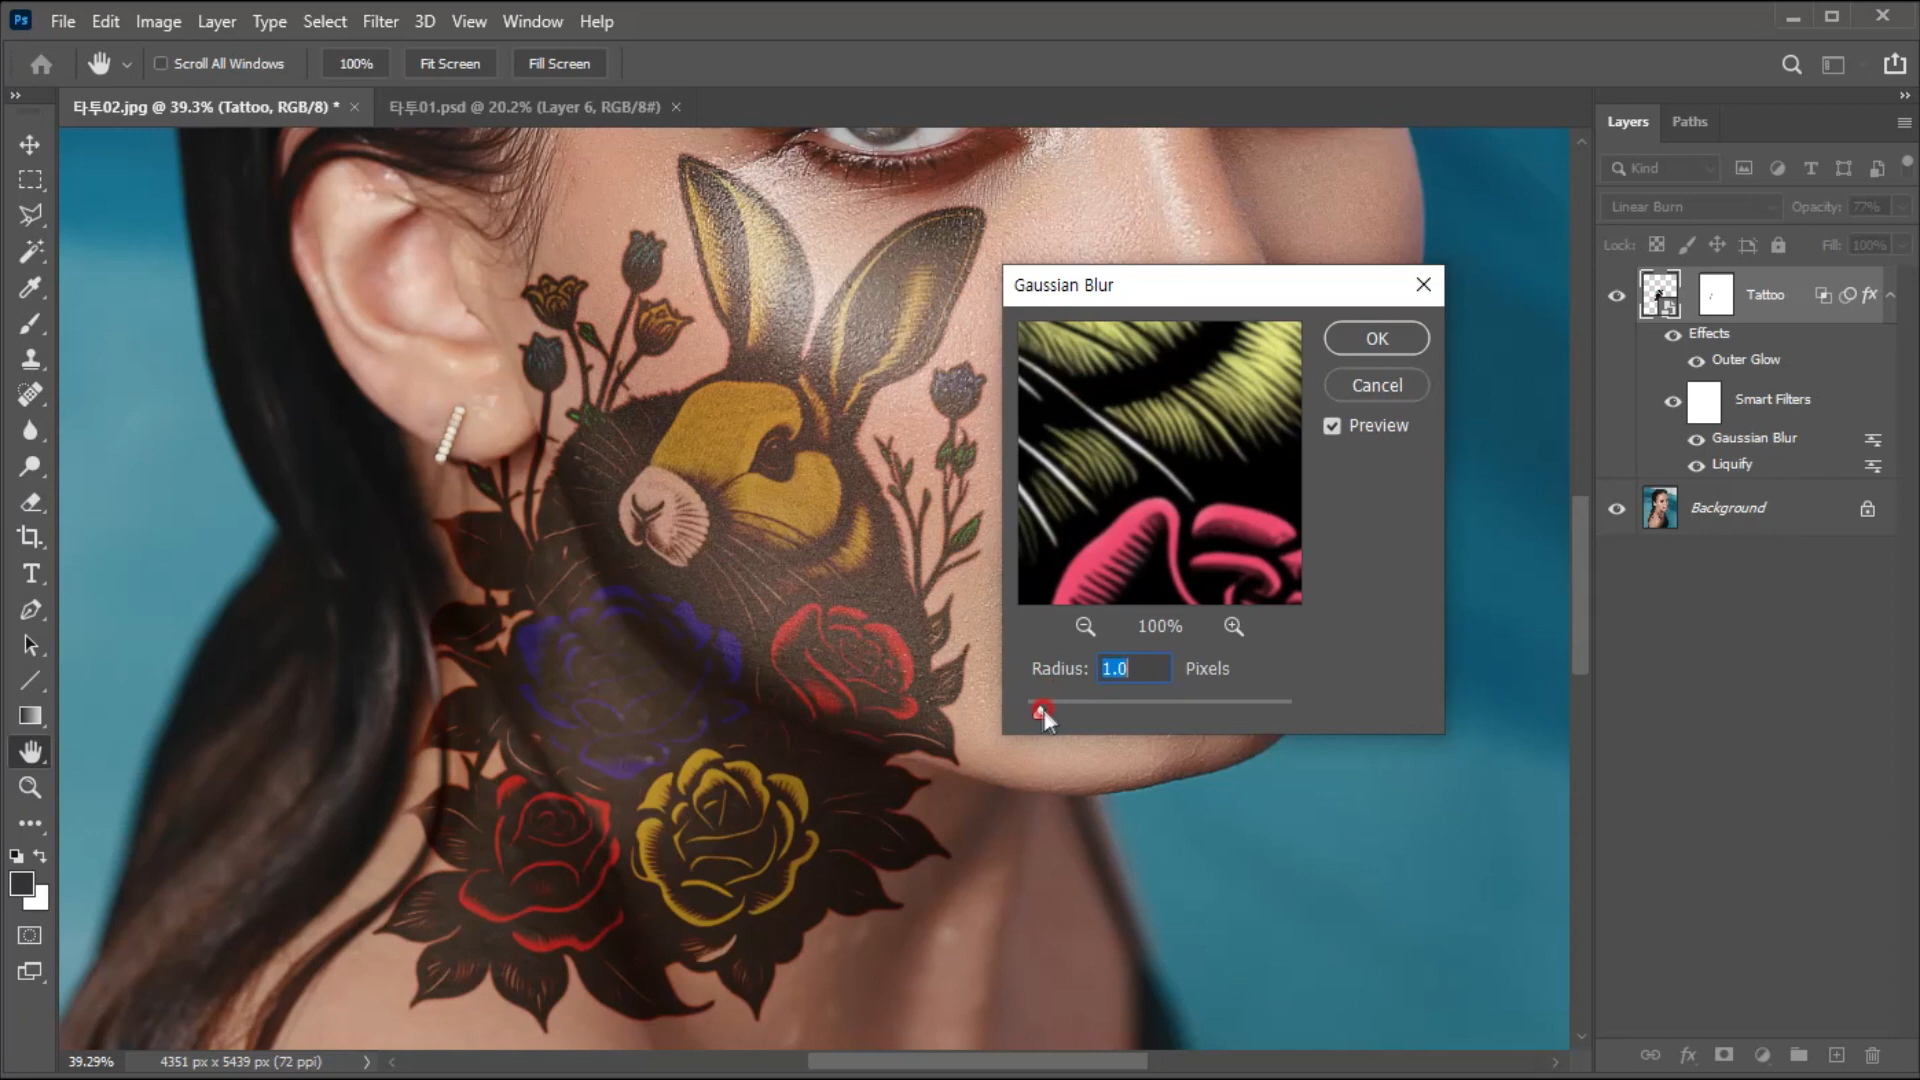 Ps File Edit Image Layer Type Select Filter 3D View Window Help
Scroll All Windows 100% Fit Screen Fill Screen
타투02.jpg @ 39.3% (Tattoo, RGB/8) * 타투01.psd @ 20.2% (Layer 6, RGB/8#)
Layers Paths
Kind
Linear Burn Opacity: 77%
Lock: Fill: 100%
Tattoo fx
Effects
Outer Glow
Smart Filters
Gaussian Blur
Liquify
Background
Gaussian Blur
OK
Cancel
Preview
100%
Radius: 1.0 Pixels
39.29% 4351 px x 5439 px (72 ppi)
fx